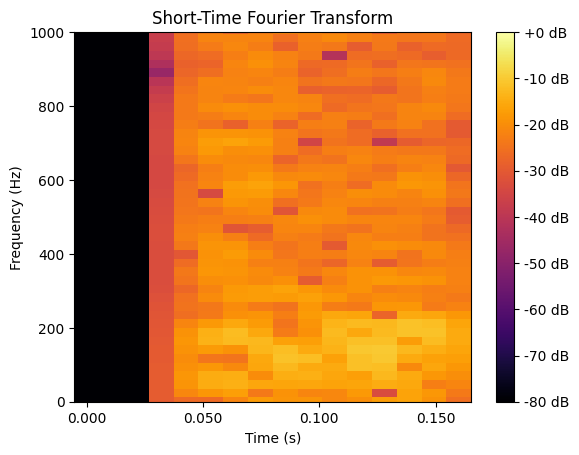 Short-Time Fourier Transform
1000
800
600
400
200
0
Frequency (Hz)
0.000
0.050
0.100
0.150
Time (s)
+0 dB
-10 dB
-20 dB
-30 dB
-40 dB
-50 dB
-60 dB
-70 dB
-80 dB